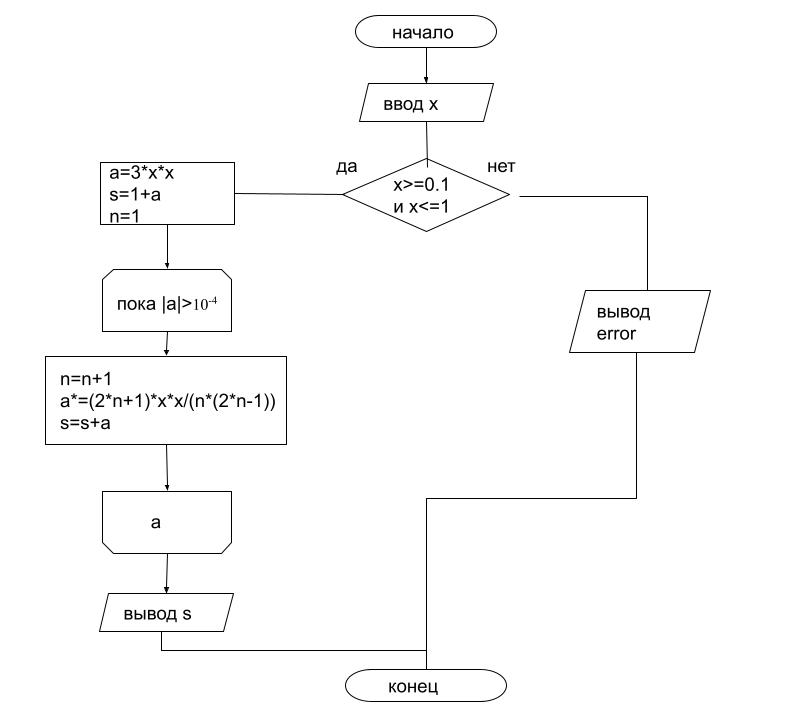 начало
ввод x
да
нет
x>=0.1
и x<=1
a=3*x*x
s=1+a
n=1
пока |a|>10⁻⁴
n=n+1
a*=(2*n+1)*x*x/(n*(2*n-1))
s=s+a
a
вывод s
вывод
error
конец